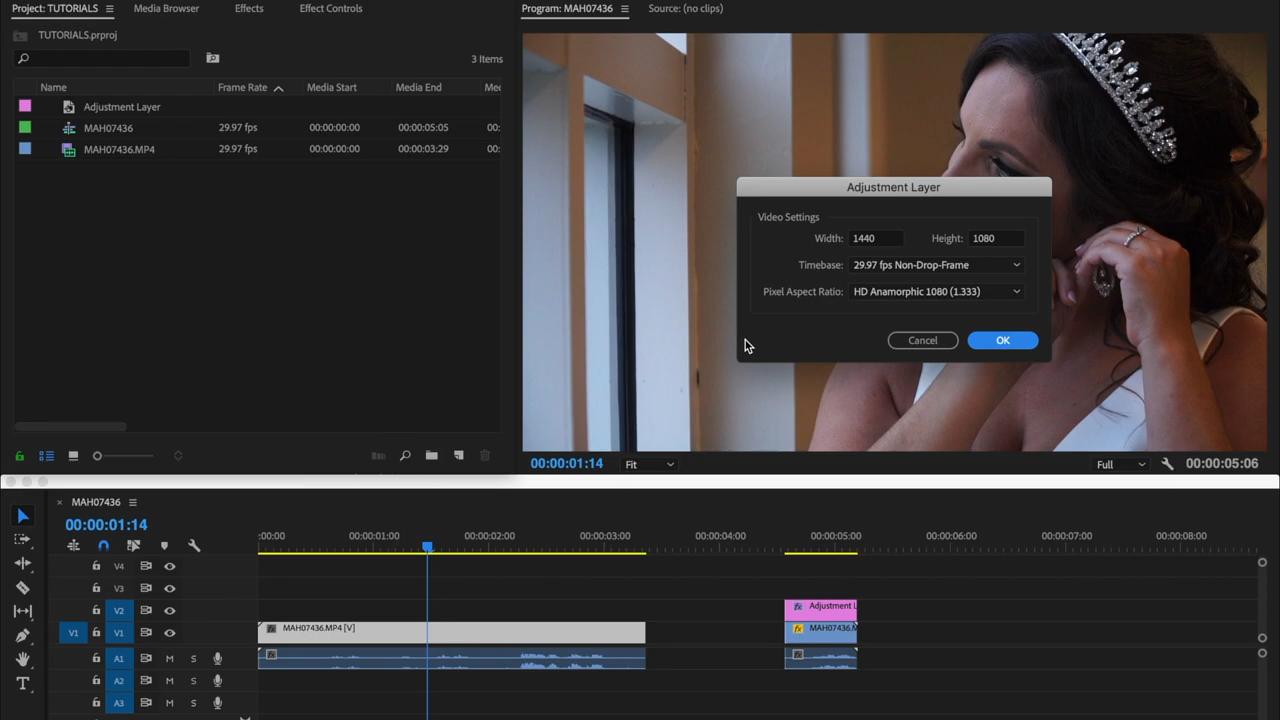 Project: TUTORIALS
Media Browser
Effects
Effect Controls
Program: MAH07436
Source: (no clips)
TUTORIALS.prproj
3 Items
Name
Frame Rate
Media Start
Media End
Mec
Adjustment Layer
MAH07436
29.97 fps
00:00:00:00
00:00:05:05
00:
MAH07436.MP4
29.97 fps
00:00:00:00
00:00:03:29
00:
Adjustment Layer
Video Settings
Width: 1440
Height: 1080
Timebase: 29.97 fps Non-Drop-Frame
Pixel Aspect Ratio: HD Anamorphic 1080 (1.333)
Cancel
OK
00:00:01:14
Fit
Full
00:00:05:06
MAH07436
00:00:01:14
:00:00
00:00:01:00
00:00:02:00
00:00:03:00
00:00:04:00
00:00:05:00
00:00:06:00
00:00:07:00
00:00:08:00
V4
V3
V2
Adjustment L
V1
V1
MAH07436.MP4 [V]
MAH07436.M
A1
M
S
A2
M
S
A3
M
S